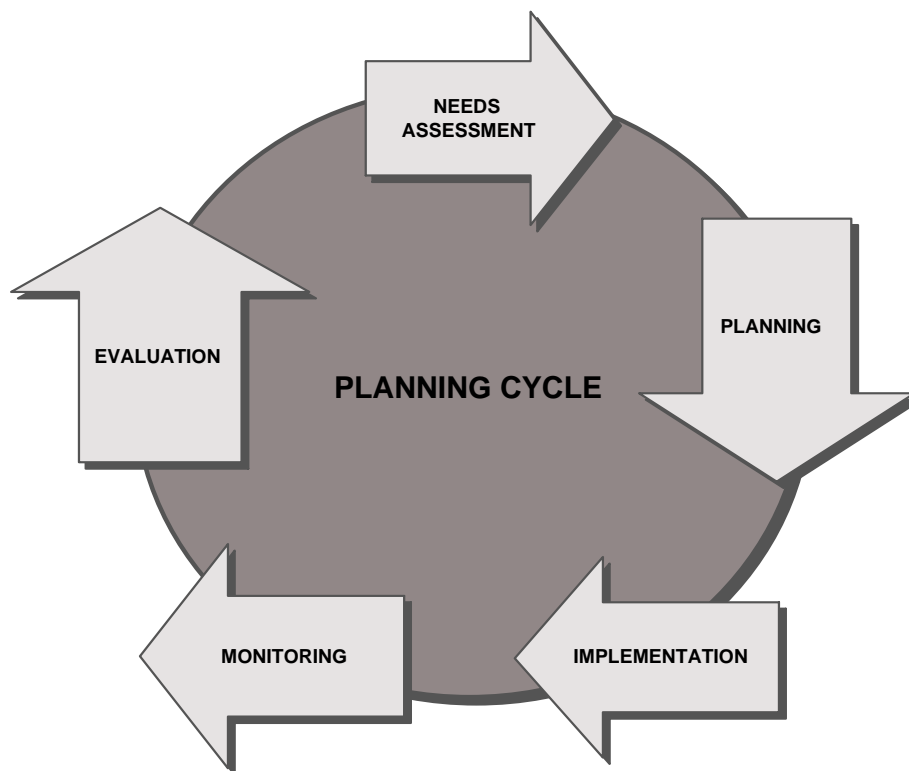 NEEDS
ASSESSMENT
PLANNING
EVALUATION
PLANNING CYCLE
MONITORING
IMPLEMENTATION